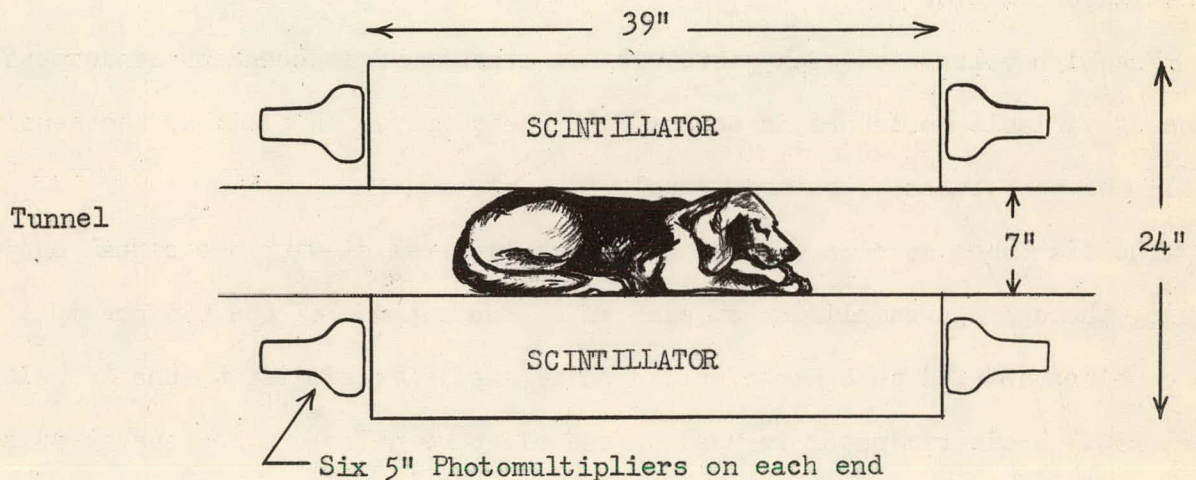 39"
SCINTILLATOR
Tunnel
7"
24"
SCINTILLATOR
Six 5" Photomultipliers on each end